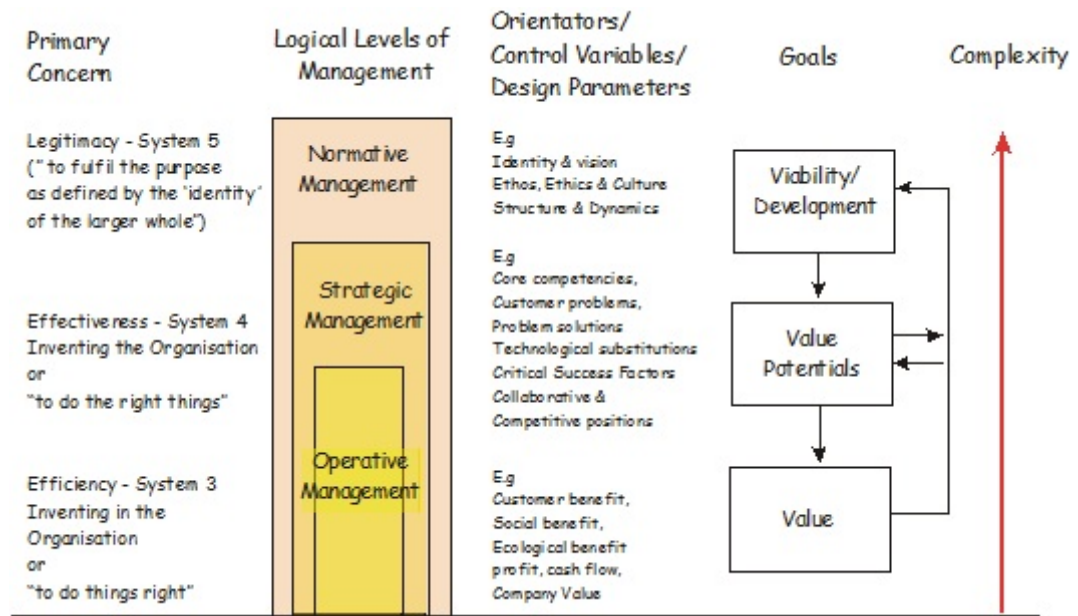 Primary
Concern
Logical Levels of
Management
Orientators/
Control Variables/
Design Parameters
Goals
Complexity
Legitimacy - System 5
(" to fulfil the purpose
as defined by the 'identity'
of the larger whole")
Normative
Management
E.g
Identity & vision
Ethos, Ethics & Culture
Structure & Dynamics
Viability/
Development
Effectiveness - System 4
Inventing the Organisation
or
"to do the right things"
Strategic
Management
E.g
Core competencies,
Customer problems,
Problem solutions
Technological substitutions
Critical Success Factors
Collaborative &
Competitive positions
Value
Potentials
Efficiency - System 3
Inventing in the
Organisation
or
"to do things right"
Operative
Management
E.g
Customer benefit,
Social benefit,
Ecological benefit
profit, cash flow,
Company Value
Value